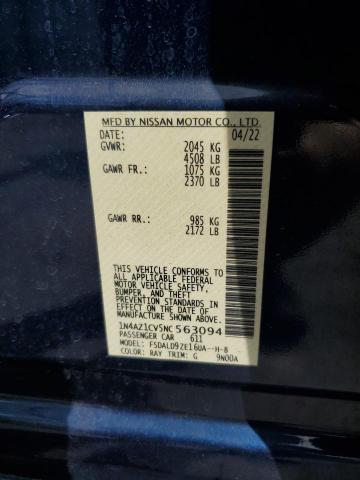 MFD BY NISSAN MOTOR CO., LTD
DATE: 04/22
GVWR: 2045 KG
4508 LB
GAWR FR.: 1075 KG
2370 LB
GAWR RR.: 985 KG
2172 LB
THIS VEHICLE CONFORMS TO
ALL APPLICABLE FEDERAL
MOTOR VEHICLE SAFETY,
BUMPER, AND THEFT
PREVENTION STANDARDS IN
EFFECT ON THE DATE OF
MANUFACTURE SHOWN ABOVE.
1N4AZ1CV5NC563094
PASSENGER CAR 611
MODEL: FSDALD9ZE16UA--H-8
COLOR: RAY TRIM: G 9N00A